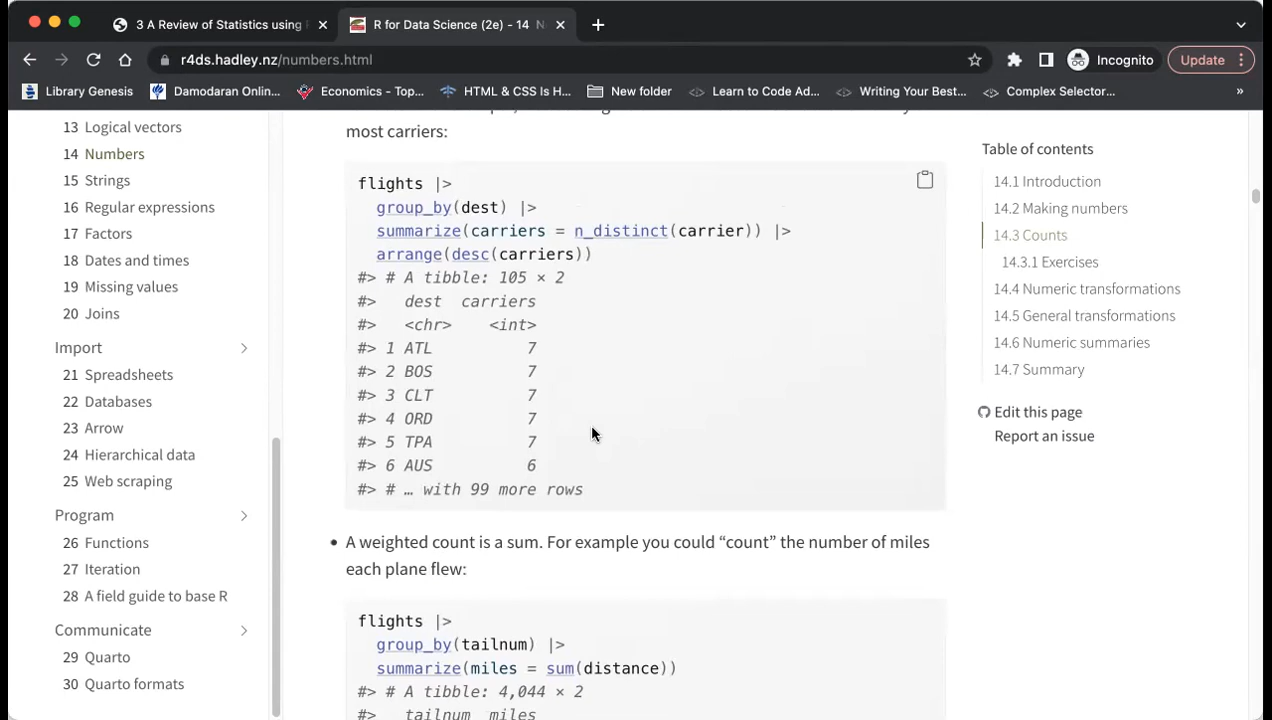 3 A Review of Statistics using
R for Data Science (2e) - 14
r4ds.hadley.nz/numbers.html
Incognito
Update
Library Genesis
Damodaran Onlin...
Economics - Top...
HTML & CSS Is H...
New folder
Learn to Code Ad...
Writing Your Best...
Complex Selector...
»
13 Logical vectors
14 Numbers
15 Strings
16 Regular expressions
17 Factors
18 Dates and times
19 Missing values
20 Joins
Import
21 Spreadsheets
22 Databases
23 Arrow
24 Hierarchical data
25 Web scraping
Program
26 Functions
27 Iteration
28 A field guide to base R
Communicate
29 Quarto
30 Quarto formats
most carriers:
flights |>
group_by(dest) |>
summarize(carriers = n_distinct(carrier)) |>
arrange(desc(carriers))
#> # A tibble: 105 × 2
#> dest carriers
#> <chr> <int>
#> 1 ATL 7
#> 2 BOS 7
#> 3 CLT 7
#> 4 ORD 7
#> 5 TPA 7
#> 6 AUS 6
#> # … with 99 more rows
• A weighted count is a sum. For example you could “count” the number of miles
each plane flew:
flights |>
group_by(tailnum) |>
summarize(miles = sum(distance))
#> # A tibble: 4,044 × 2
#> tailnum miles
Table of contents
14.1 Introduction
14.2 Making numbers
14.3 Counts
14.3.1 Exercises
14.4 Numeric transformations
14.5 General transformations
14.6 Numeric summaries
14.7 Summary
Edit this page
Report an issue